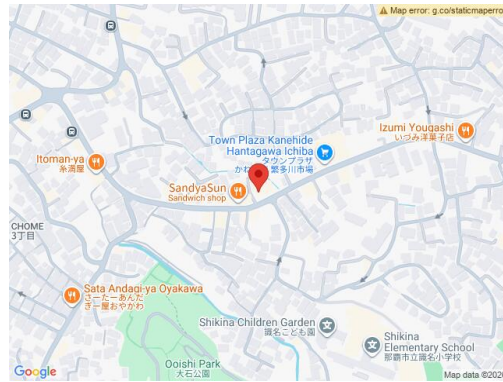 Map error: g.co/staticmaperro
Town Plaza Kanehide
Hantagawa Ichiba
タウンプラザ
かね
繁多川市場
Izumi Yougashi
いづみ洋菓子店
Itoman-ya
糸満屋
SandyaSun
Sandwich shop
CHOME
3丁目
Sata Andagi-ya Oyakawa
さーたーあんだ
ぎー屋おやかわ
Shikina Children Garden
識名こども園
Shikina
Elementary School
那覇市立識名小学校
Ooishi Park
大石公園
Google
Map data ©202